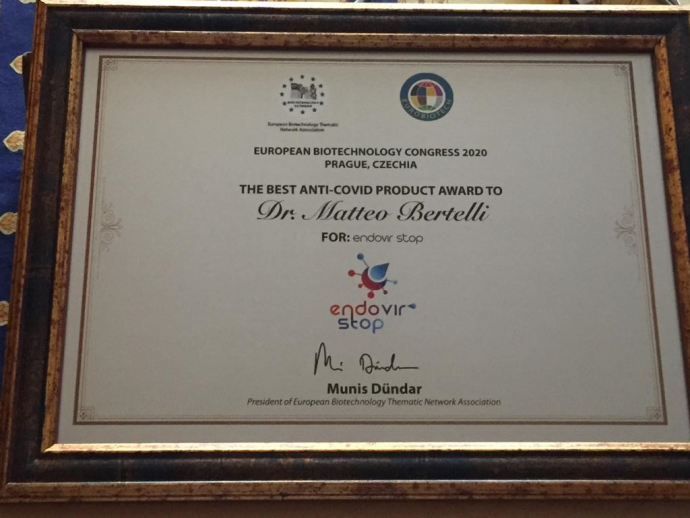 European Biotechnology Thematic
Network Association
EUROBIOTECH
EUROPEAN BIOTECHNOLOGY CONGRESS 2020
PRAGUE, CZECHIA
THE BEST ANTI-COVID PRODUCT AWARD TO
Dr. Matteo Bertelli
FOR: endovir stop
endovir
stop
Munis Dündar
President of European Biotechnology Thematic Network Association